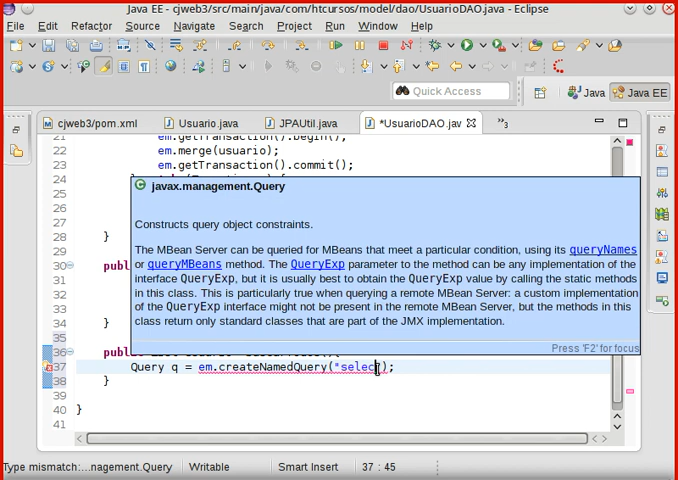 Java EE - cjweb3/src/main/java/com/htcursos/model/dao/UsuarioDAO.java - Eclipse
File Edit Refactor Source Navigate Search Project Run Window Help
Quick Access
Java
Java EE
cjweb3/pom.xml
Usuario.java
JPAUtil.java
*UsuarioDAO.jav
3
21 em.getTransaction().begin();
22 em.merge(usuario);
23 em.getTransaction().commit();
24
25
26
27
28 }
29
30 publ
31
32
33
34 }
35
javax.management.Query
Constructs query object constraints.
The MBean Server can be queried for MBeans that meet a particular condition, using its queryNames
or queryMBeans method. The QueryExp parameter to the method can be any implementation of the
interface QueryExp, but it is usually best to obtain the QueryExp value by calling the static methods
in this class. This is particularly true when querying a remote MBean Server: a custom implementation
of the QueryExp interface might not be present in the remote MBean Server, but the methods in this
class return only standard classes that are part of the JMX implementation.
Press 'F2' for focus
36
37 Query q = em.createNamedQuery("selec");
38 }
39
40 }
41
Type mismatch:...nagement.Query
Writable
Smart Insert
37 : 45